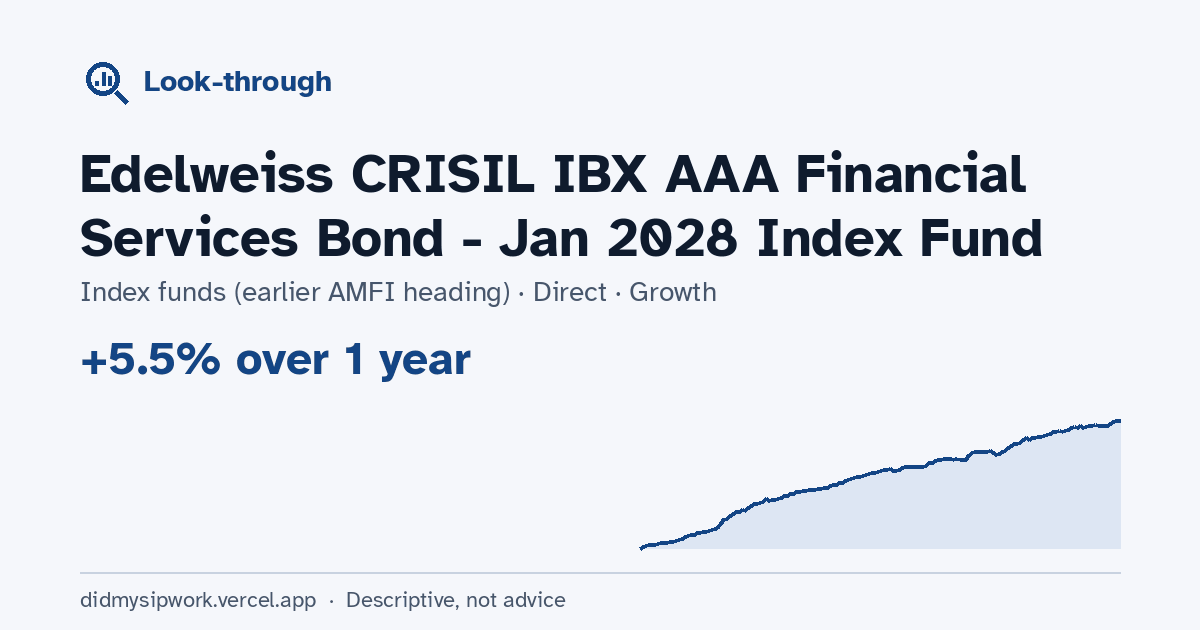 Look-through
Edelweiss CRISIL IBX AAA Financial
Services Bond - Jan 2028 Index Fund
Index funds (earlier AMFI heading) · Direct · Growth
+5.5% over 1 year
didmysipwork.vercel.app · Descriptive, not advice